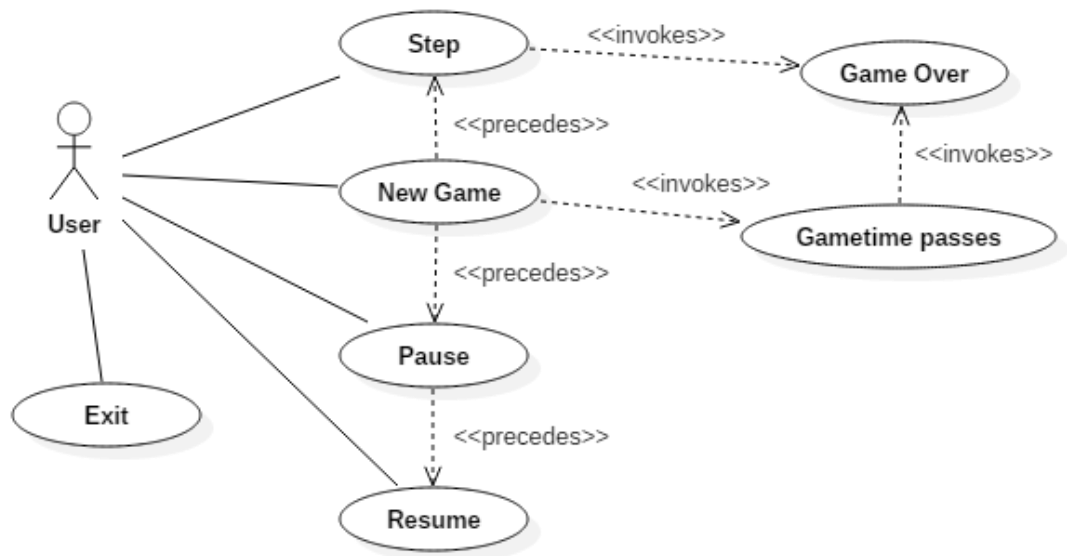 Step
<<invokes>>
Game Over
<<precedes>>
<<invokes>>
New Game
<<invokes>>
User
Gametime passes
<<precedes>>
Pause
Exit
<<precedes>>
Resume